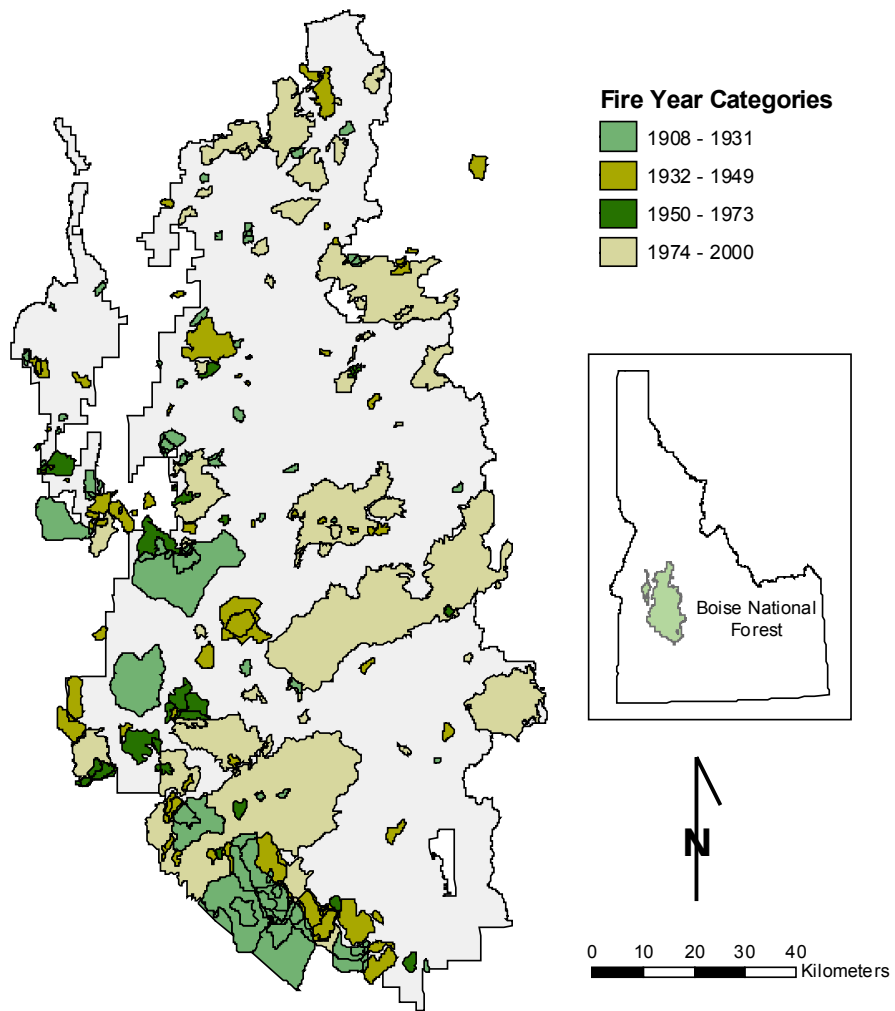 Fire Year Categories
1908 - 1931
1932 - 1949
1950 - 1973
1974 - 2000
Boise National
Forest
N
0 10 20 30 40
Kilometers